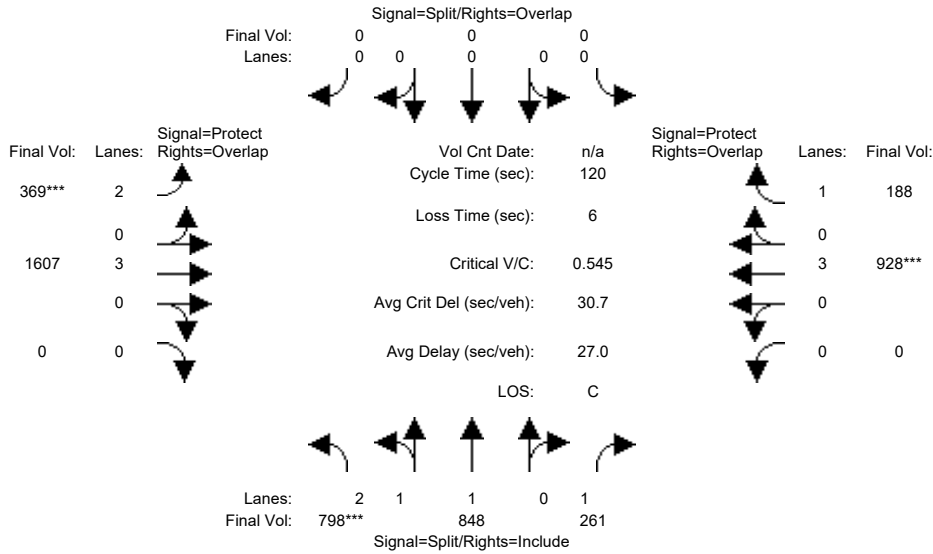 Signal=Split/Rights=Overlap
Final Vol: 0 0 0
Lanes: 0 0 0 0 0
Signal=Protect
Final Vol: Lanes: Rights=Overlap
Vol Cnt Date: n/a
Signal=Protect
Rights=Overlap Lanes: Final Vol:
Cycle Time (sec): 120
369*** 2
1 188
Loss Time (sec): 6
0
0
1607 3
Critical V/C: 0.545
3 928***
0
Avg Crit Del (sec/veh): 30.7
0
0 0
Avg Delay (sec/veh): 27.0
0 0
LOS: C
Lanes: 2 1 1 0 1
Final Vol: 798*** 848 261
Signal=Split/Rights=Include